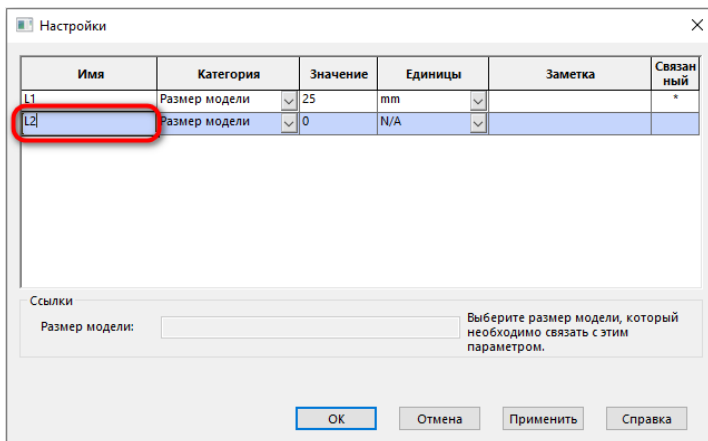 Настройки
Имя Категория Значение Единицы Заметка Связан
ный
L1 Размер модели 25 mm *
L2 Размер модели 0 N/A
Ссылки
Размер модели:
Выберите размер модели, который
необходимо связать с этим
параметром.
OK Отмена Применить Справка